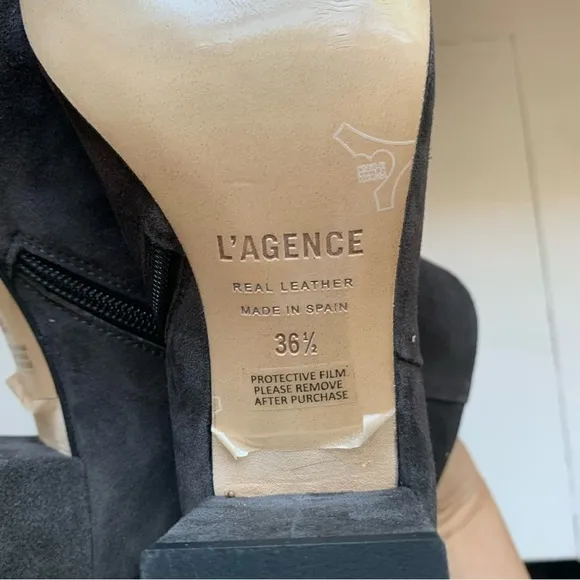 L'AGENCE
REAL LEATHER
MADE IN SPAIN
36½
PROTECTIVE FILM
PLEASE REMOVE
AFTER PURCHASE